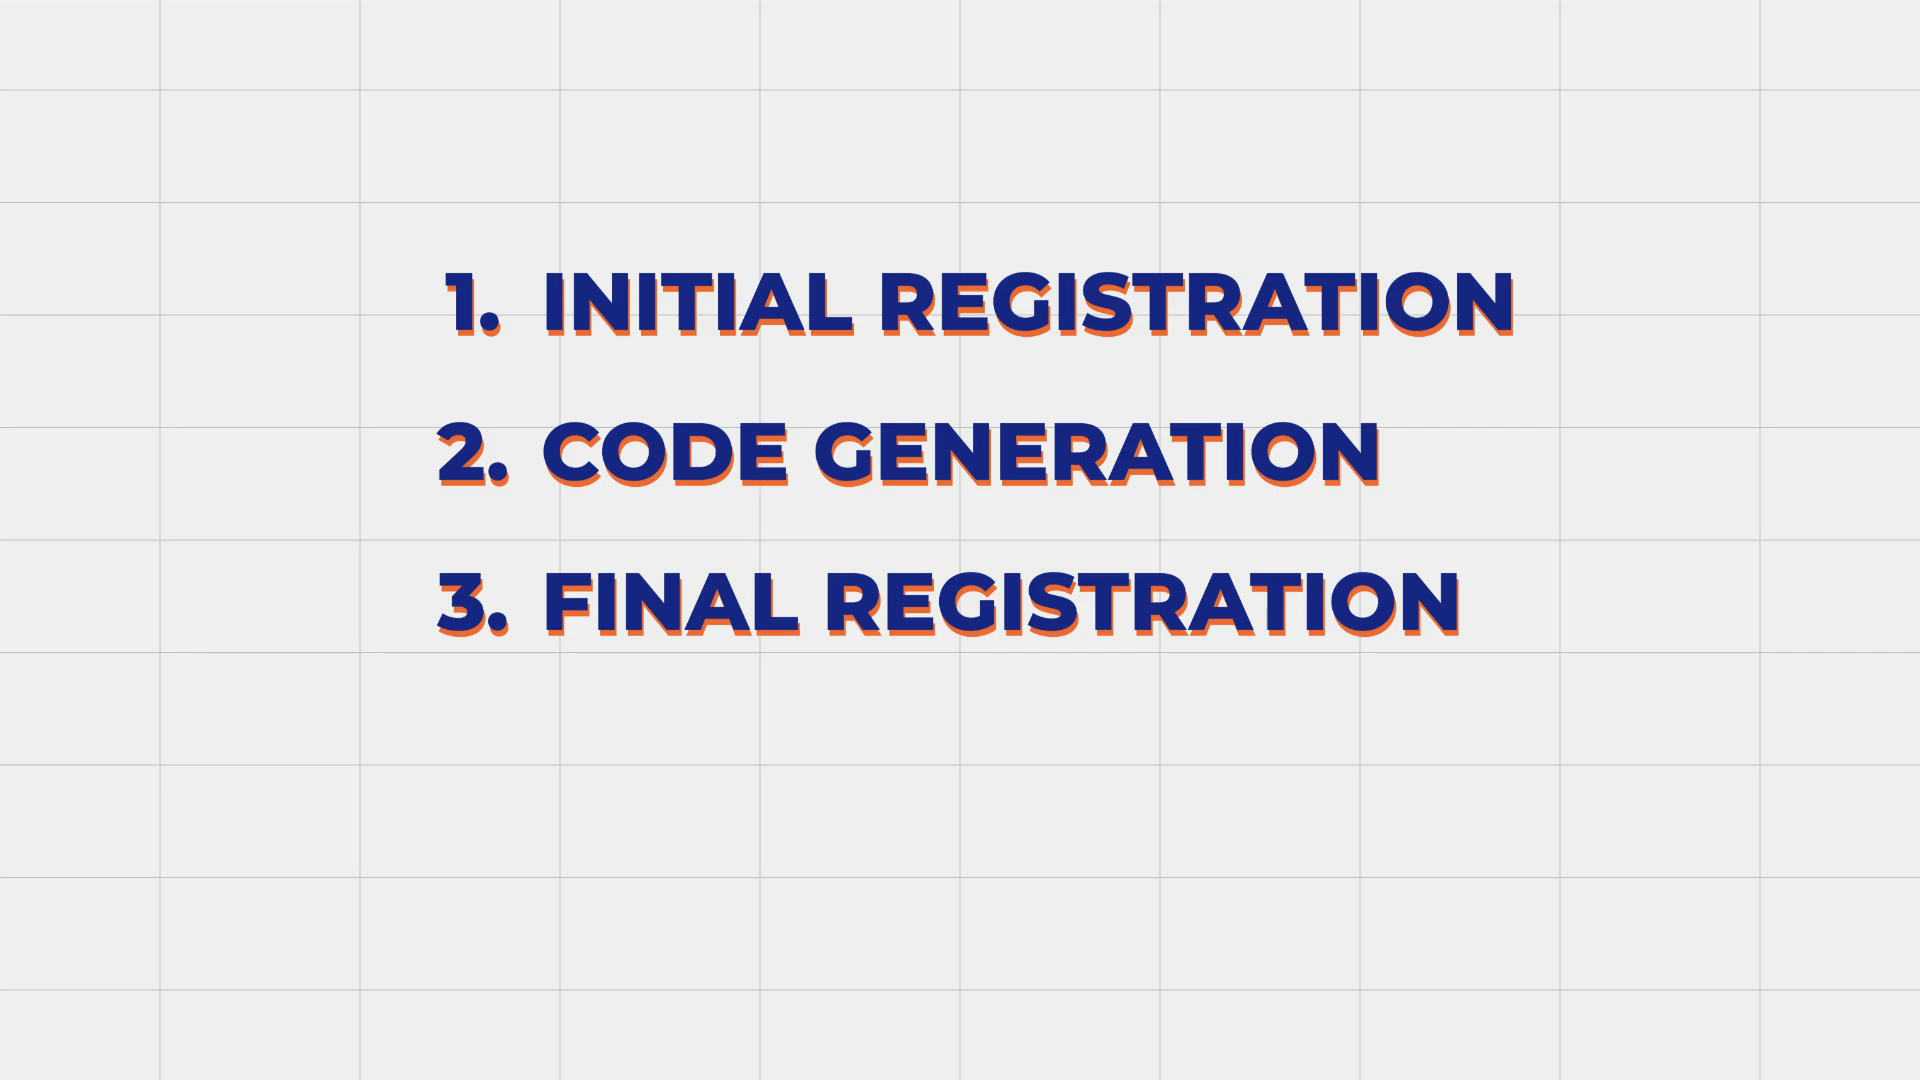 1. INITIAL REGISTRATION
2. CODE GENERATION
3. FINAL REGISTRATION